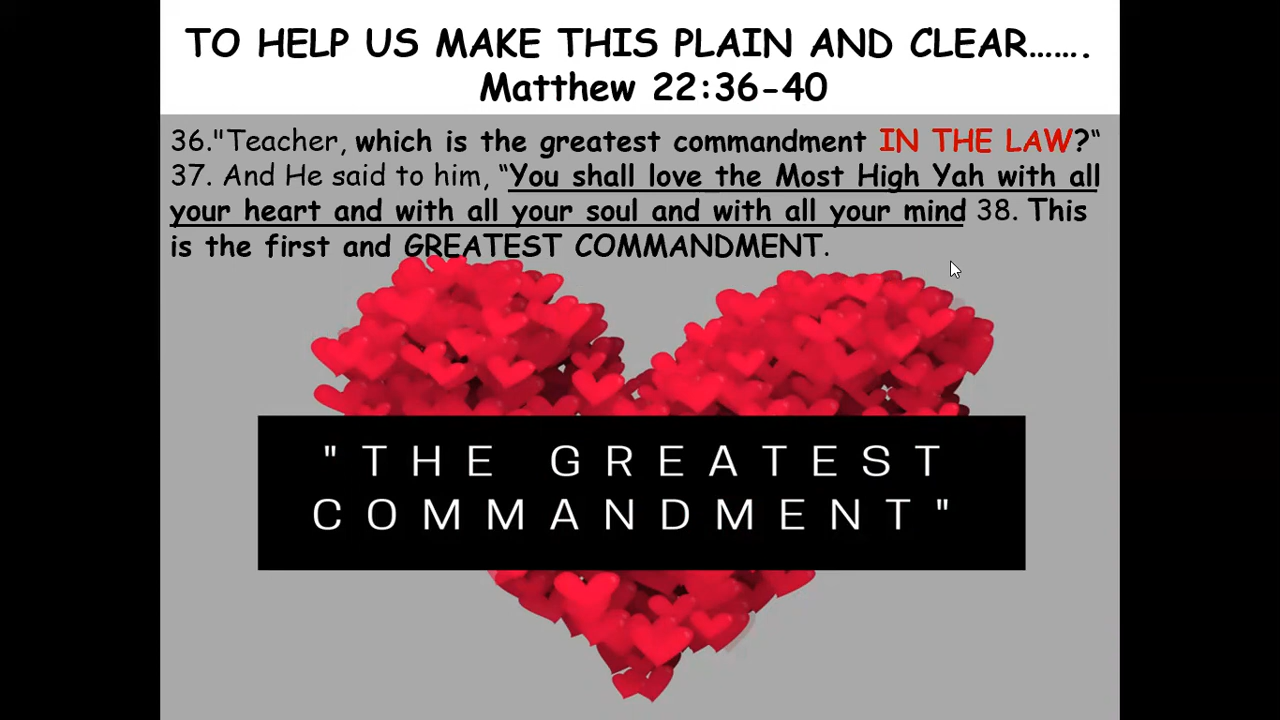 TO HELP US MAKE THIS PLAIN AND CLEAR…….
Matthew 22:36-40
36."Teacher, which is the greatest commandment IN THE LAW?“
37. And He said to him, “You shall love the Most High Yah with all
your heart and with all your soul and with all your mind 38. This
is the first and GREATEST COMMANDMENT.
"THE GREATEST
COMMANDMENT"